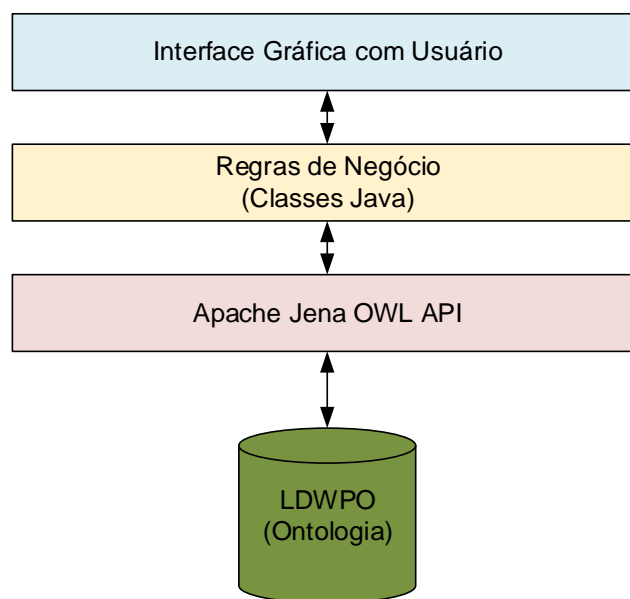 Interface Gráfica com Usuário
Regras de Negócio
(Classes Java)
Apache Jena OWL API
LDWPO
(Ontologia)